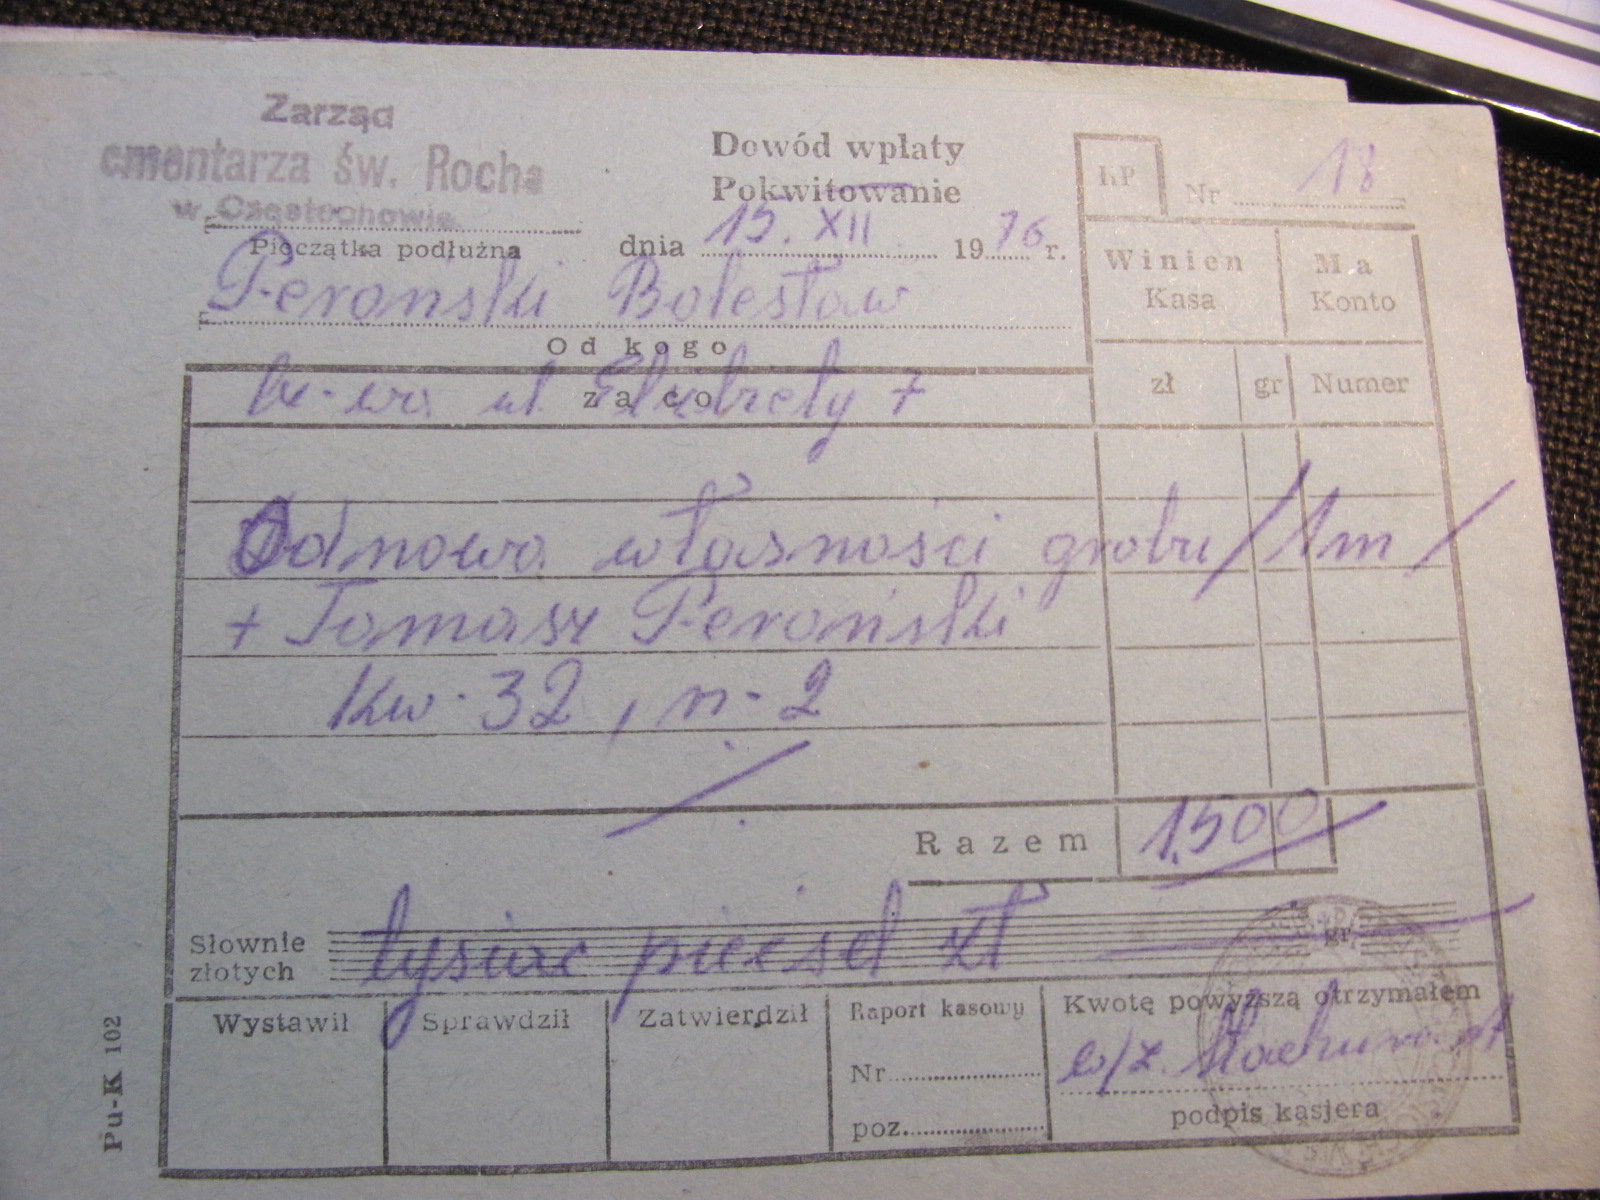 Zarząd
cmentarza św. Rocha
w Częstochowie
Pieczątka podłużna
Dowód wpłaty
Pokwitowanie
dnia 15. XII 1976 r.
KP Nr 18
Peroński Bolesław
Od kogo
ul. Elżbiety 7
za co
Winien Kasa
Ma Konto
zł gr Numer
Odnowa własności grobu /1m/
+ Tomasz Peroński
Kw. 32, n. 2
Razem 1.500
Słownie złotych tysiąc pięćset zł gr
Wystawił Sprawdził Zatwierdził Raport kasowy Kwotę powyższą otrzymałem
Nr
w/z.
poz.
podpis kasjera
Pu-K 102